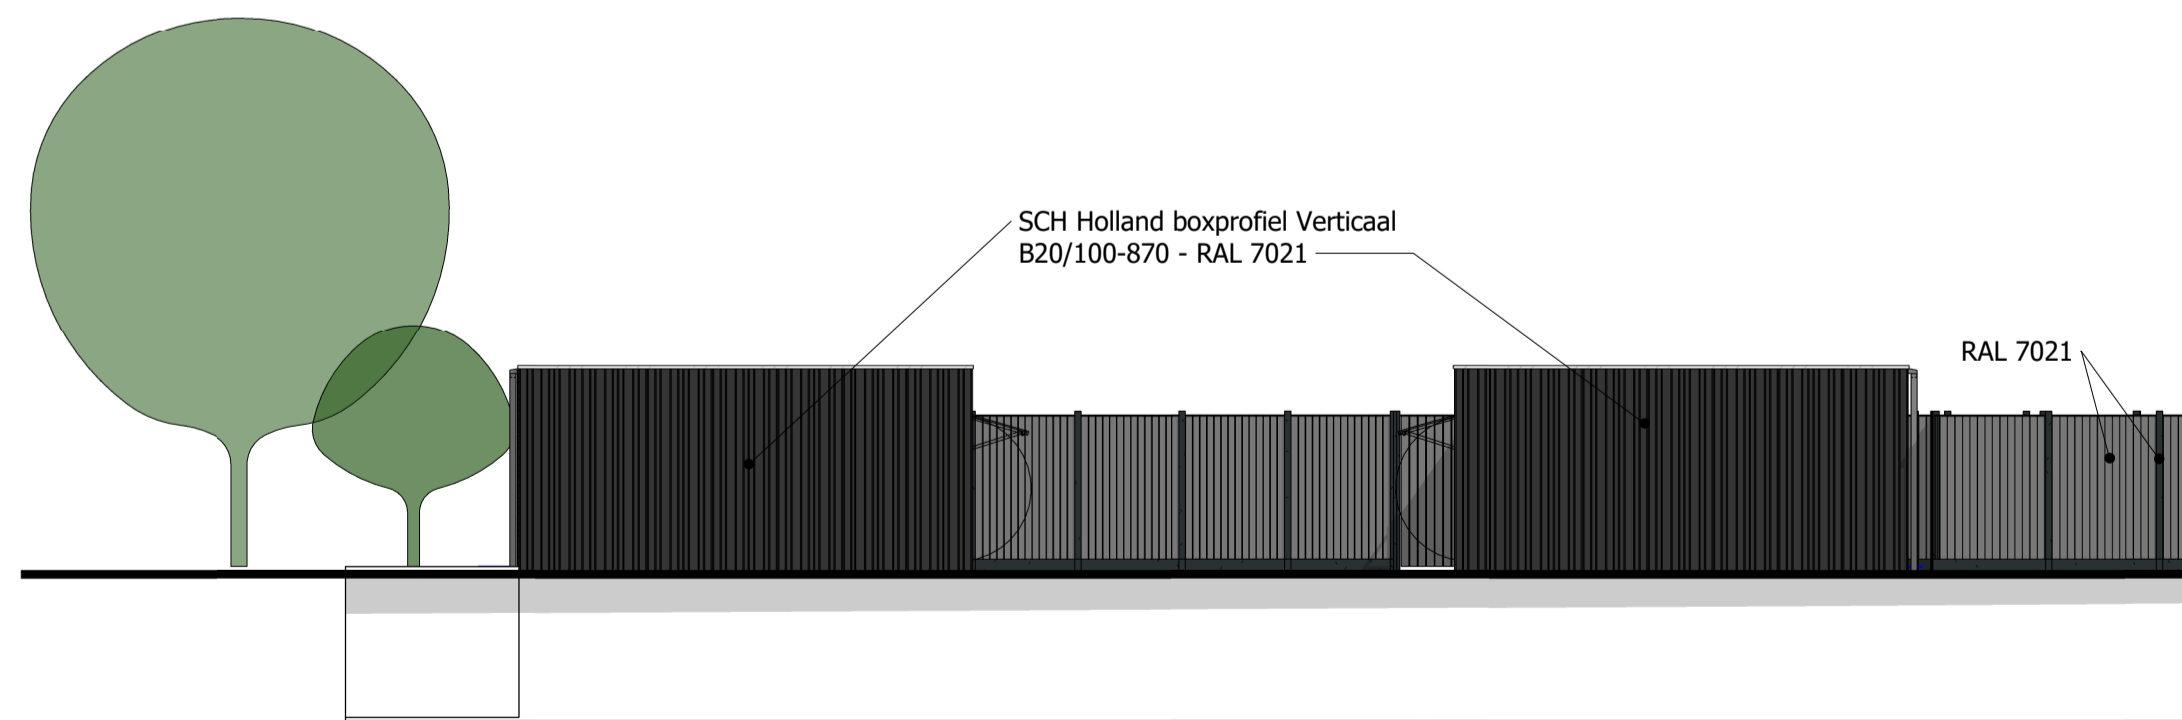 SCH Holland boxprofiel Verticaal
B20/100-870 - RAL 7021
RAL 7021